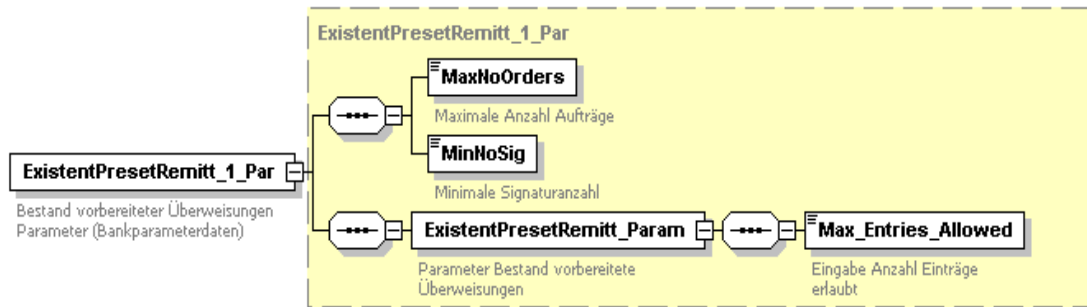 ExistentPresetRemitt_1_Par
MaxNoOrders
Maximale Anzahl Aufträge
MinNoSig
Minimale Signaturanzahl
ExistentPresetRemitt_1_Par
Bestand vorbereiteter Überweisungen
Parameter (Bankparameterdaten)
ExistentPresetRemitt_Param
Parameter Bestand vorbereitete
Überweisungen
Max_Entries_Allowed
Eingabe Anzahl Einträge
erlaubt